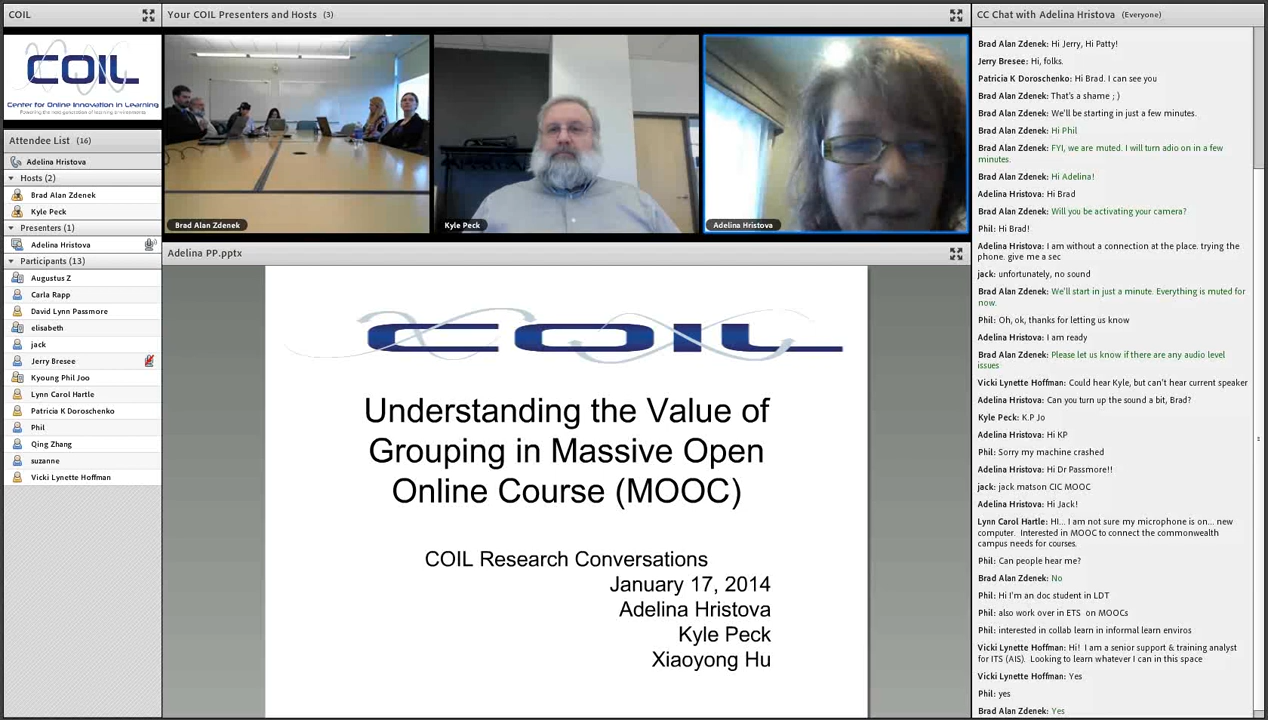 COIL
COIL
Center for Online Innovation in Learning
Attendee List (16)
Adelina Hristova
Hosts (2)
Brad Alan Zdenek
Kyle Peck
Presenters (1)
Adelina Hristova
Participants (13)
Augustus Z
Carla Rapp
David Lynn Passmore
elisabeth
jack
Jerry Bresee
Kyoung Phil Joo
Lynn Carol Hartle
Patricia K Doroschenko
Phil
Qing Zhang
suzanne
Vicki Lynette Hoffman
Your COIL Presenters and Hosts (3)
Brad Alan Zdenek
Kyle Peck
Adelina Hristova
Adelina PP.pptx
COIL
Understanding the Value of
Grouping in Massive Open
Online Course (MOOC)
COIL Research Conversations
January 17, 2014
Adelina Hristova
Kyle Peck
Xiaoyong Hu
CC Chat with Adelina Hristova (Everyone)
Brad Alan Zdenek: Hi Jerry, Hi Patty!
Jerry Bresee: Hi, folks.
Patricia K Doroschenko: Hi Brad. I can see you
Brad Alan Zdenek: That's a shame ; )
Brad Alan Zdenek: We'll be starting in just a few minutes.
Brad Alan Zdenek: Hi Phil
Brad Alan Zdenek: FYI, we are muted. I will turn adio on in a few
minutes.
Brad Alan Zdenek: Hi Adelina!
Adelina Hristova: Hi Brad
Brad Alan Zdenek: Will you be activating your camera?
Phil: Hi Brad!
Adelina Hristova: I am without a connection at the place. trying the
phone. give me a sec
jack: unfortunately, no sound
Brad Alan Zdenek: We'll start in just a minute. Everything is muted for
now.
Phil: Oh, ok, thanks for letting us know
Adelina Hristova: I am ready
Brad Alan Zdenek: Please let us know if there are any audio level
issues
Vicki Lynette Hoffman: Could hear Kyle, but can't hear current speaker
Adelina Hristova: Can you turn up the sound a bit, Brad?
Kyle Peck: K.P Jo
Adelina Hristova: Hi KP
Phil: Sorry my machine crashed
Adelina Hristova: Hi Dr Passmore!!
jack: jack matson CIC MOOC
Adelina Hristova: Hi Jack!
Lynn Carol Hartle: HI... I am not sure my microphone is on... new
computer. Interested in MOOC to connect the commonwealth
campus needs for courses.
Phil: Can people hear me?
Brad Alan Zdenek: No
Phil: Hi I'm an doc student in LDT
Phil: also work over in ETS on MOOCs
Phil: interested in collab learn in informal learn enviros
Vicki Lynette Hoffman: Hi! I am a senior support & training analyst
for ITS (AIS). Looking to learn whatever I can in this space
Vicki Lynette Hoffman: Yes
Phil: yes
Brad Alan Zdenek: Yes